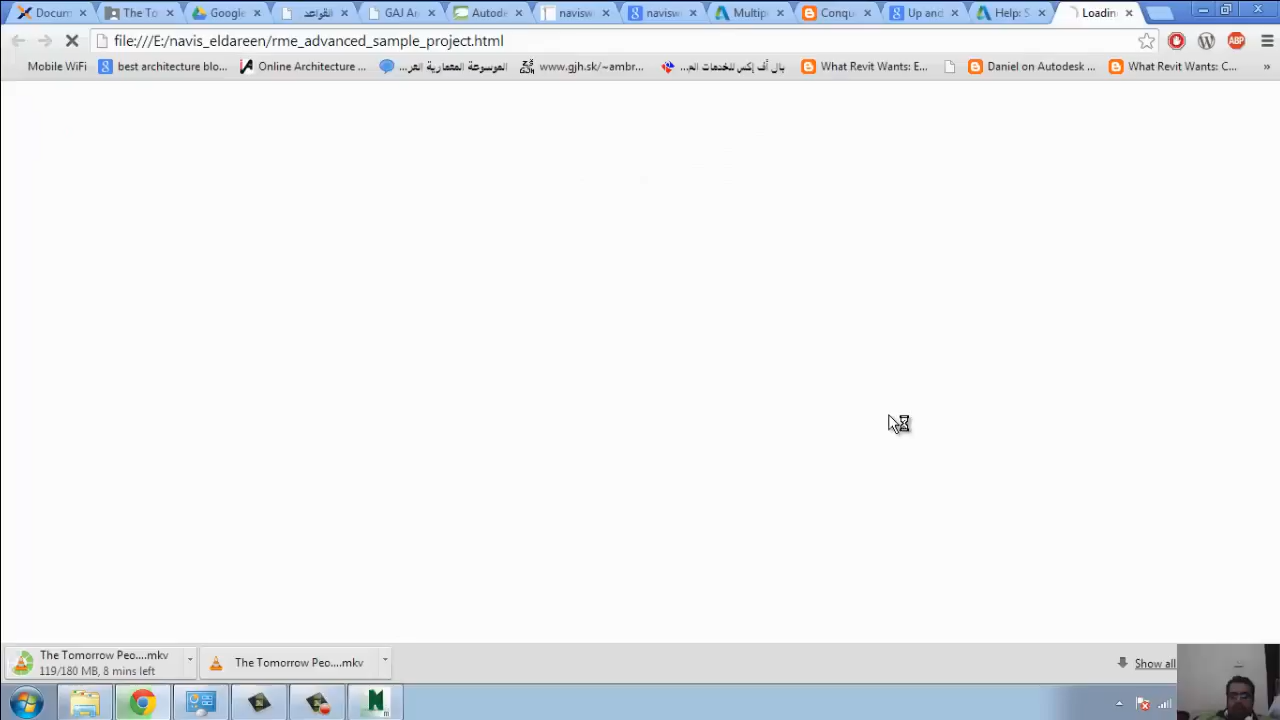 Docum
The To
Google
القواعد
GAJ Ar
Autode
navisw
navisw
Multip
Conqu
Up and
Help: S
Loadin
file:///E:/navis_eldareen/rme_advanced_sample_project.html
ABP
Mobile WiFi
best architecture blo...
Online Architecture ...
الموسوعة المعمارية العر...
www.gjh.sk/~ambr...
بال أف إكس للخدمات الم...
What Revit Wants: E...
Daniel on Autodesk ...
What Revit Wants: C...
»
The Tomorrow Peo....mkv
119/180 MB, 8 mins left
The Tomorrow Peo....mkv
Show all